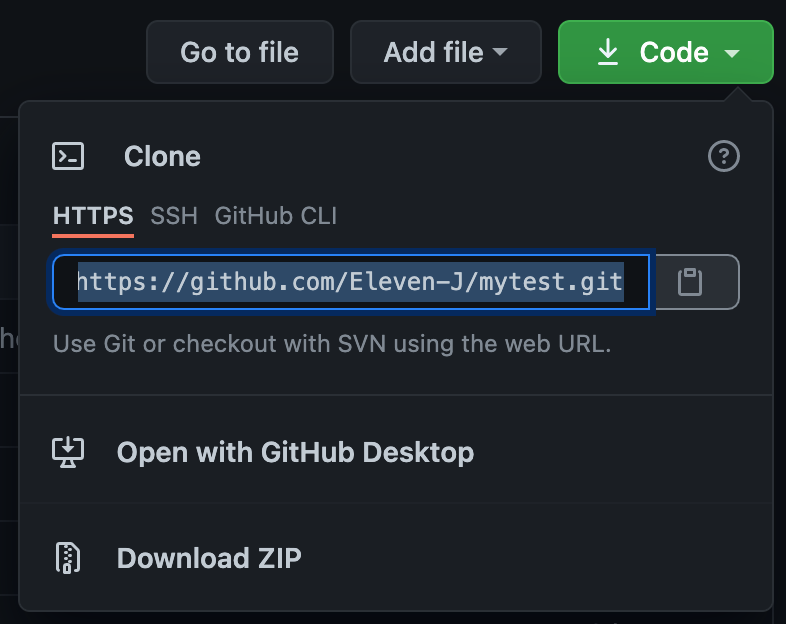 Go to file Add file Code
Clone
HTTPS SSH GitHub CLI
https://github.com/Eleven-J/mytest.git
Use Git or checkout with SVN using the web URL.
Open with GitHub Desktop
Download ZIP